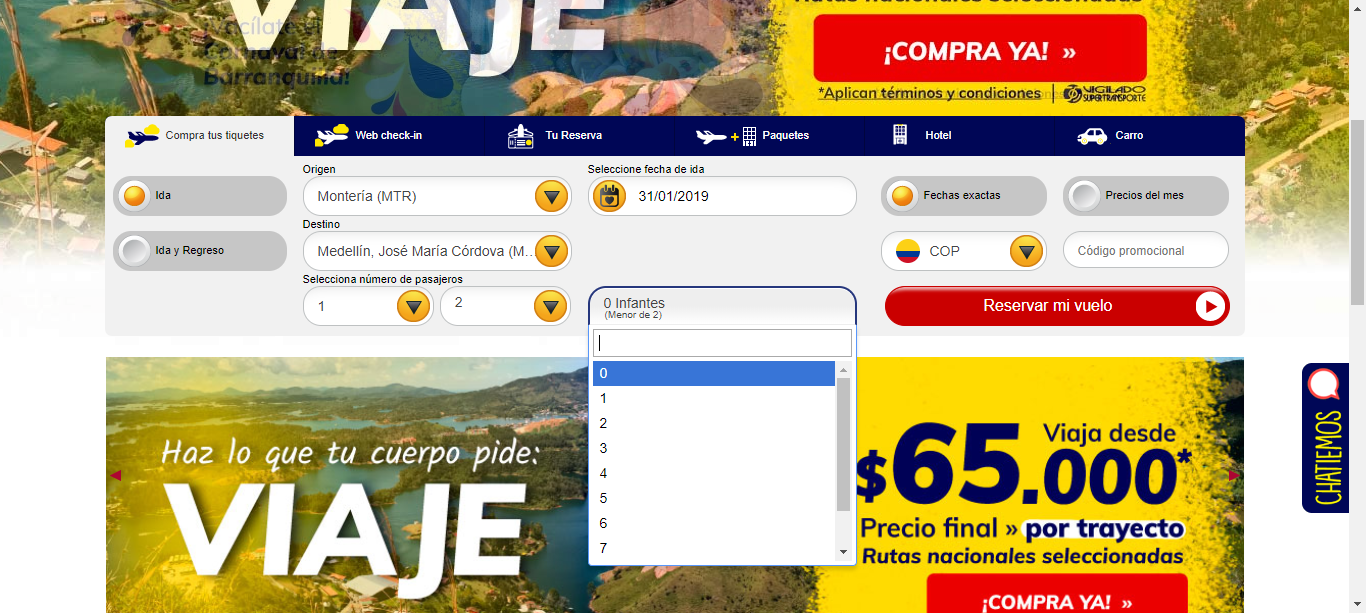 VIAJE
Rutas nacionales seleccionadas
Vacílate el
Carnaval de
Barranquilla!
¡COMPRA YA! »
*Aplican términos y condiciones
VIGILADO
SUPERTRANSPORTE
Compra tus tiquetes
Web check-in
Tu Reserva
Paquetes
Hotel
Carro
Ida
Ida y Regreso
Origen
Montería (MTR)
Destino
Medellín, José María Córdova (M...
Selecciona número de pasajeros
1
2
Seleccione fecha de ida
31/01/2019
0 Infantes
(Menor de 2)
0
1
2
3
4
5
6
7
Fechas exactas
Precios del mes
COP
Código promocional
Reservar mi vuelo
Haz lo que tu cuerpo pide:
VIAJE
Viaja desde
$65.000*
Precio final » por trayecto
Rutas nacionales seleccionadas
¡COMPRA YA! »
CHATIEMOS